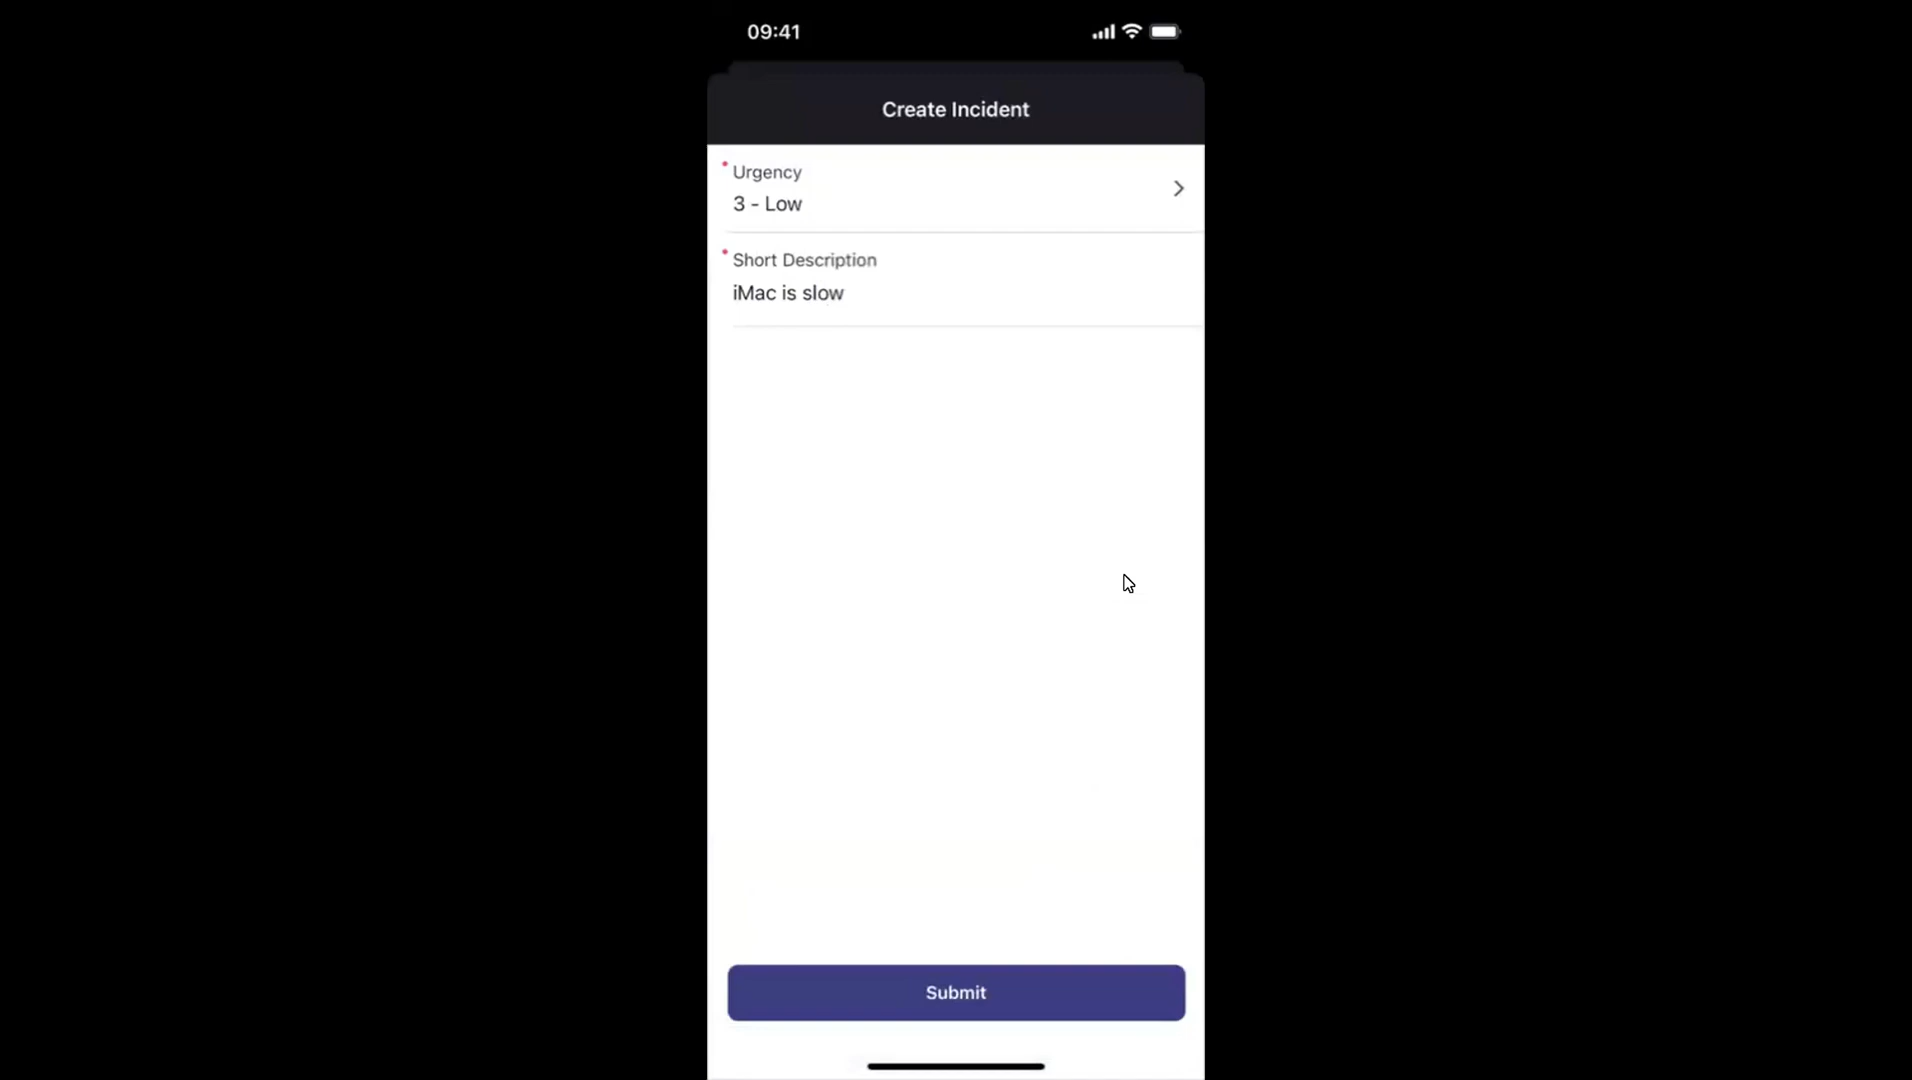 09:41
Create Incident
* Urgency
3 - Low
* Short Description
iMac is slow
Submit